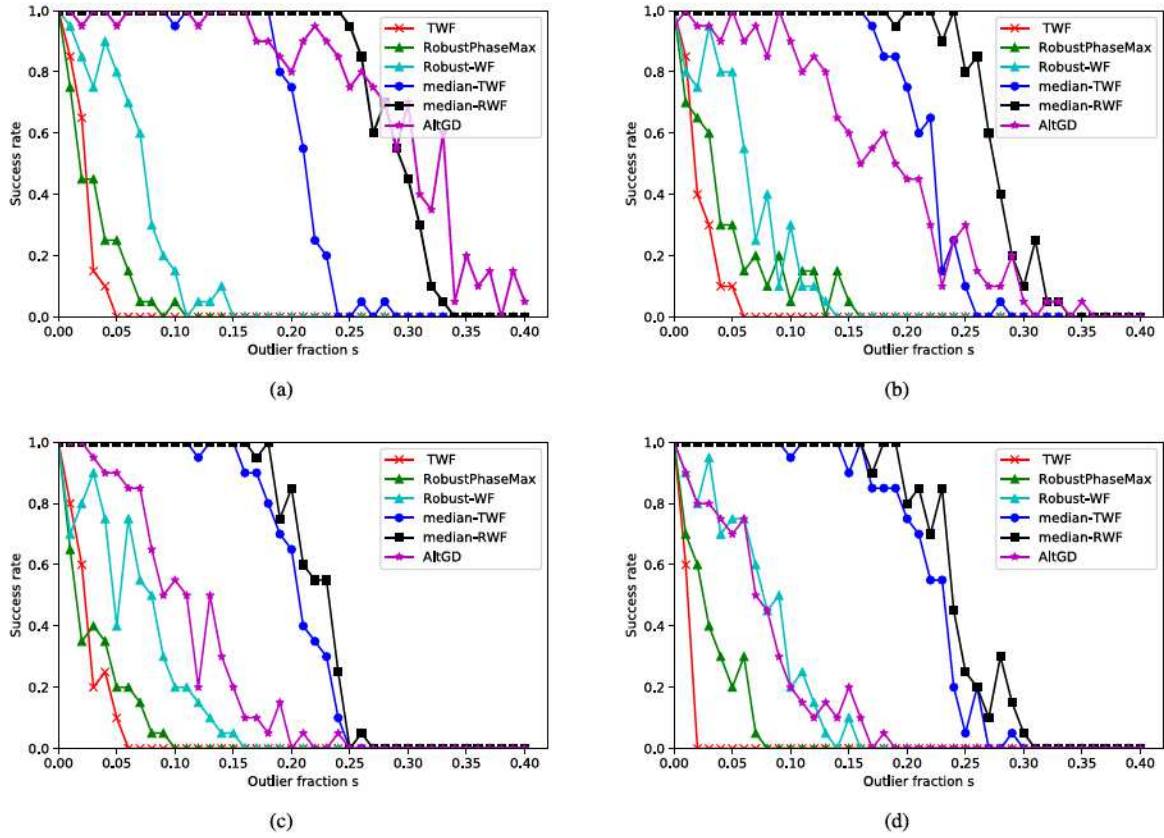 1.0
0.8
0.6
0.4
0.2
0.0
Success rate
0.00 0.05 0.10 0.15 0.20 0.25 0.30 0.35 0.40
Outlier fraction s
TWF
RobustPhaseMax
Robust-WF
median-TWF
median-RWF
AltGD
(a)
1.0
0.8
0.6
0.4
0.2
0.0
Success rate
0.00 0.05 0.10 0.15 0.20 0.25 0.30 0.35 0.40
Outlier fraction s
TWF
RobustPhaseMax
Robust-WF
median-TWF
median-RWF
AltGD
(b)
1.0
0.8
0.6
0.4
0.2
0.0
Success rate
0.00 0.05 0.10 0.15 0.20 0.25 0.30 0.35 0.40
Outlier fraction s
TWF
RobustPhaseMax
Robust-WF
median-TWF
median-RWF
AltGD
(c)
1.0
0.8
0.6
0.4
0.2
0.0
Success rate
0.00 0.05 0.10 0.15 0.20 0.25 0.30 0.35 0.40
Outlier fraction s
TWF
RobustPhaseMax
Robust-WF
median-TWF
median-RWF
AltGD
(d)